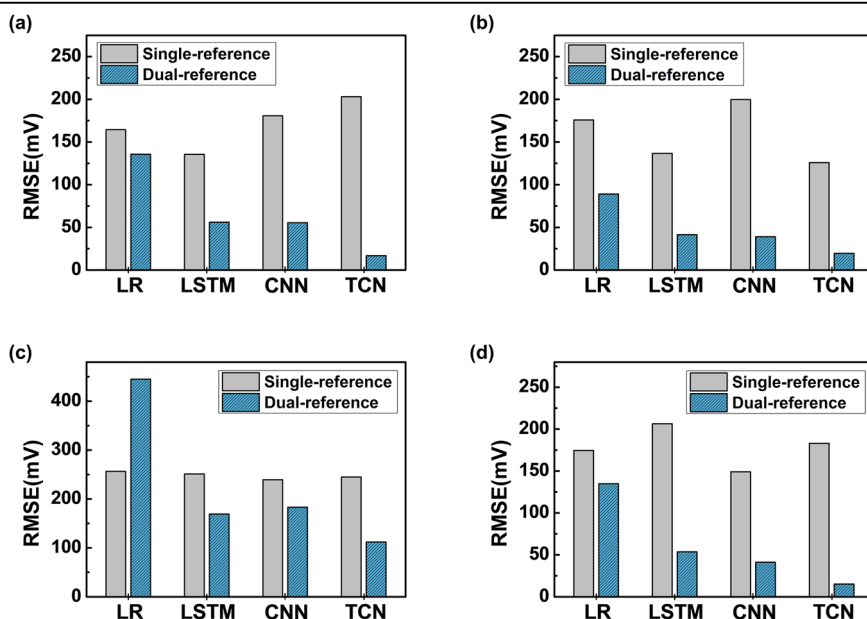 (a)
RMSE(mV)
250
200
150
100
50
0
Single-reference
Dual-reference
LR LSTM CNN TCN
(b)
RMSE(mV)
250
200
150
100
50
0
Single-reference
Dual-reference
LR LSTM CNN TCN
(c)
RMSE(mV)
400
300
200
100
0
Single-reference
Dual-reference
LR LSTM CNN TCN
(d)
RMSE(mV)
250
200
150
100
50
0
Single-reference
Dual-reference
LR LSTM CNN TCN